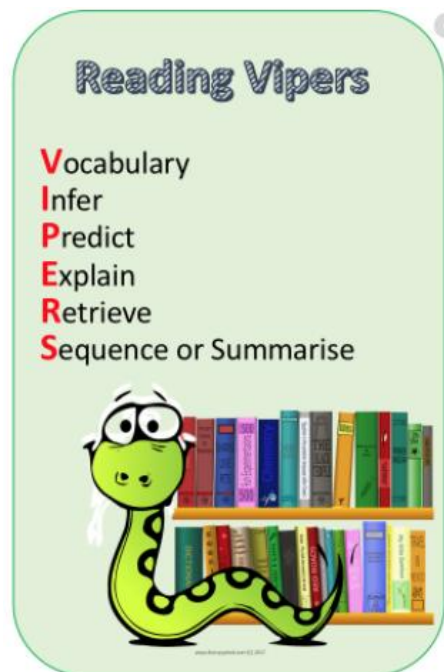 Reading Vipers
Vocabulary
Infer
Predict
Explain
Retrieve
Sequence or Summarise